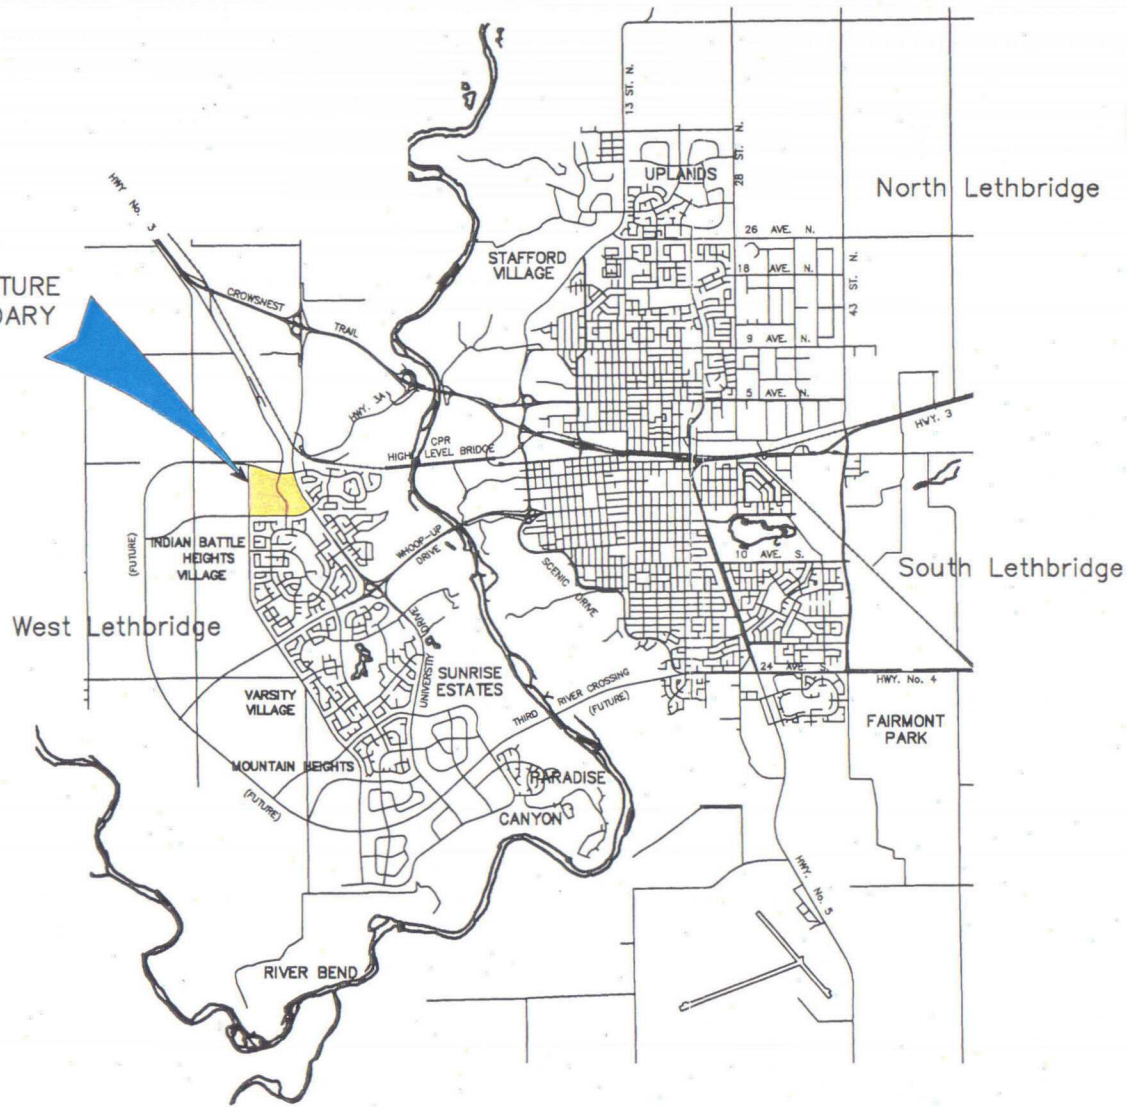 13 ST. N.
28 ST. N.
UPLANDS
North Lethbridge
HWY No. 3
26 AVE. N.
STAFFORD
VILLAGE
18 AVE. N.
43 ST. N.
TURE
DARY
CROWSNEST
TRAIL
9 AVE. N.
HWY. 3A
5 AVE. N.
HWY. 3
CPR
HIGH LEVEL BRIDGE
(FUTURE)
INDIAN BATTLE
HEIGHTS
VILLAGE
WHOOP-UP
DRIVE
10 AVE. S.
SCENIC DRIVE
South Lethbridge
West Lethbridge
UNIVERSITY DRIVE
SUNRISE
ESTATES
24 AVE. S.
HWY. No. 4
VARSITY
VILLAGE
THIRD RIVER CROSSING
(FUTURE)
FAIRMONT
PARK
MOUNTAIN HEIGHTS
(FUTURE)
PARADISE
CANYON
HWY. No. 5
RIVER BEND